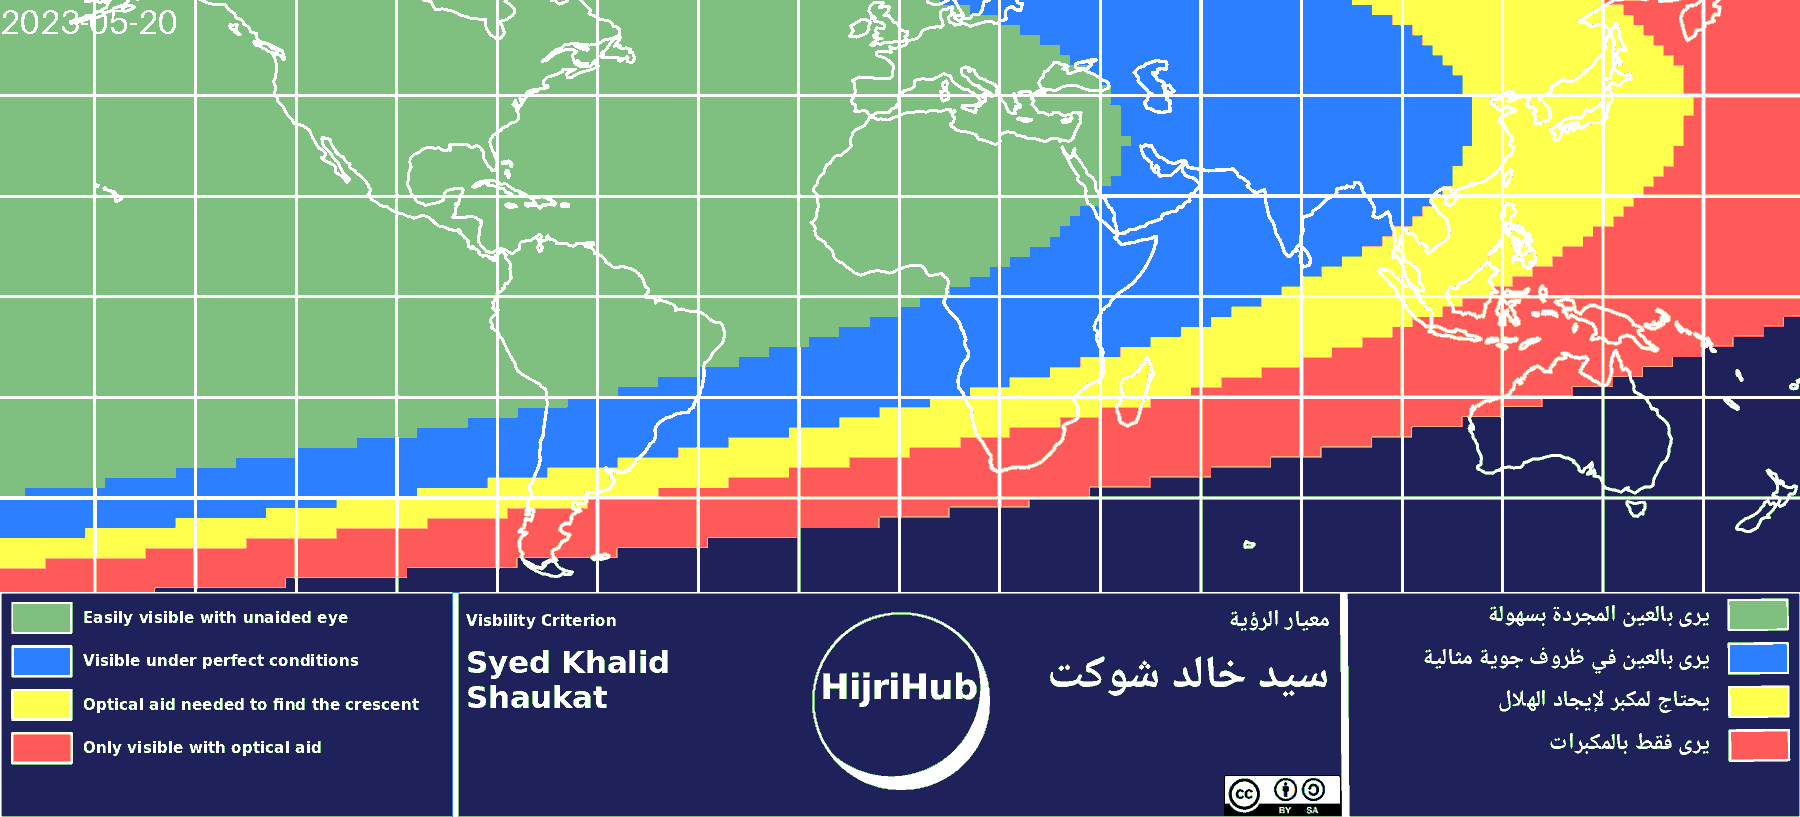 2023-05-20
Easily visible with unaided eye
Visible under perfect conditions
Optical aid needed to find the crescent
Only visible with optical aid
Visbility Criterion
Syed Khalid
Shaukat
HijriHub
معيار الرؤية
سيد خالد شوكت
cc
BY SA
يرى بالعين المجردة بسهولة
يرى بالعين في ظروف جوية مثالية
يحتاج لمكبر لإيجاد الهلال
يرى فقط بالمكبرات